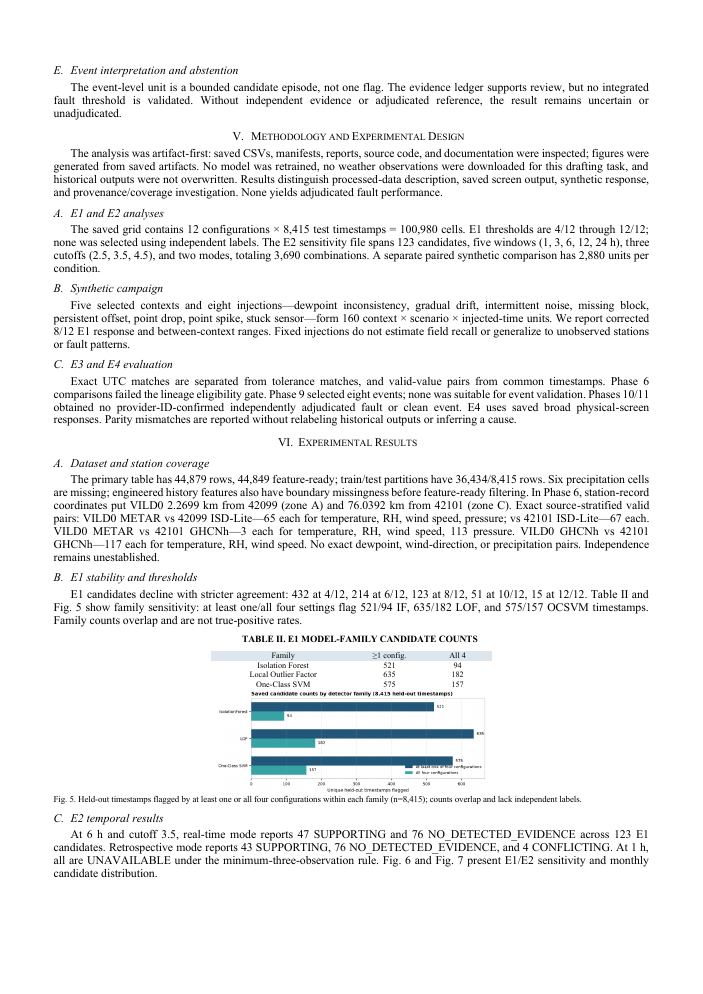 E. Event interpretation and abstention
The event-level unit is a bounded candidate episode, not one flag. The evidence ledger supports review, but no integrated
fault threshold is validated. Without independent evidence or adjudicated reference, the result remains uncertain or
unadjudicated.
V. METHODOLOGY AND EXPERIMENTAL DESIGN
The analysis was artifact-first: saved CSVs, manifests, reports, source code, and documentation were inspected; figures were
generated from saved artifacts. No model was retrained, no weather observations were downloaded for this drafting task, and
historical outputs were not overwritten. Results distinguish processed-data description, saved screen output, synthetic response,
and provenance/coverage investigation. None yields adjudicated fault performance.
A. E1 and E2 analyses
The saved grid contains 12 configurations × 8,415 test timestamps = 100,980 cells. E1 thresholds are 4/12 through 12/12;
none was selected using independent labels. The E2 sensitivity file spans 123 candidates, five windows (1, 3, 6, 12, 24 h), three
cutoffs (2.5, 3.5, 4.5), and two modes, totaling 3,690 combinations. A separate paired synthetic comparison has 2,880 units per
condition.
B. Synthetic campaign
Five selected contexts and eight injections—dewpoint inconsistency, gradual drift, intermittent noise, missing block,
persistent offset, point drop, point spike, stuck sensor—form 160 context × scenario × injected-time units. We report corrected
8/12 E1 response and between-context ranges. Fixed injections do not estimate field recall or generalize to unobserved stations
or fault patterns.
C. E3 and E4 evaluation
Exact UTC matches are separated from tolerance matches, and valid-value pairs from common timestamps. Phase 6
comparisons failed the lineage eligibility gate. Phase 9 selected eight events; none was suitable for event validation. Phases 10/11
obtained no provider-ID-confirmed independently adjudicated fault or clean event. E4 uses saved broad physical-screen
responses. Parity mismatches are reported without relabeling historical outputs or inferring a cause.
VI. EXPERIMENTAL RESULTS
A. Dataset and station coverage
The primary table has 44,879 rows, 44,849 feature-ready; train/test partitions have 36,434/8,415 rows. Six precipitation cells
are missing; engineered history features also have boundary missingness before feature-ready filtering. In Phase 6, station-record
coordinates put VILD0 2.2699 km from 42099 (zone A) and 76.0392 km from 42101 (zone C). Exact source-stratified valid
pairs: VILD0 METAR vs 42099 ISD-Lite—65 each for temperature, RH, wind speed, pressure; vs 42101 ISD-Lite—67 each.
VILD0 METAR vs 42101 GHCNh—3 each for temperature, RH, wind speed, 113 pressure. VILD0 GHCNh vs 42101
GHCNh—117 each for temperature, RH, wind speed. No exact dewpoint, wind-direction, or precipitation pairs. Independence
remains unestablished.
B. E1 stability and thresholds
E1 candidates decline with stricter agreement: 432 at 4/12, 214 at 6/12, 123 at 8/12, 51 at 10/12, 15 at 12/12. Table II and
Fig. 5 show family sensitivity: at least one/all four settings flag 521/94 IF, 635/182 LOF, and 575/157 OCSVM timestamps.
Family counts overlap and are not true-positive rates.
TABLE II. E1 MODEL-FAMILY CANDIDATE COUNTS
Family ≥1 config. All 4
Isolation Forest 521 94
Local Outlier Factor 635 182
One-Class SVM 575 157
Saved candidate counts by detector family (8,415 held-out timestamps)
IsolationForest 521
94
LOF 635
182
One-Class SVM 575
157
at least one of four configurations
all four configurations
0 100 200 300 400 500 600
Unique held-out timestamps flagged
Fig. 5. Held-out timestamps flagged by at least one or all four configurations within each family (n=8,415); counts overlap and lack independent labels.
C. E2 temporal results
At 6 h and cutoff 3.5, real-time mode reports 47 SUPPORTING and 76 NO_DETECTED_EVIDENCE across 123 E1
candidates. Retrospective mode reports 43 SUPPORTING, 76 NO_DETECTED_EVIDENCE, and 4 CONFLICTING. At 1 h,
all are UNAVAILABLE under the minimum-three-observation rule. Fig. 6 and Fig. 7 present E1/E2 sensitivity and monthly
candidate distribution.